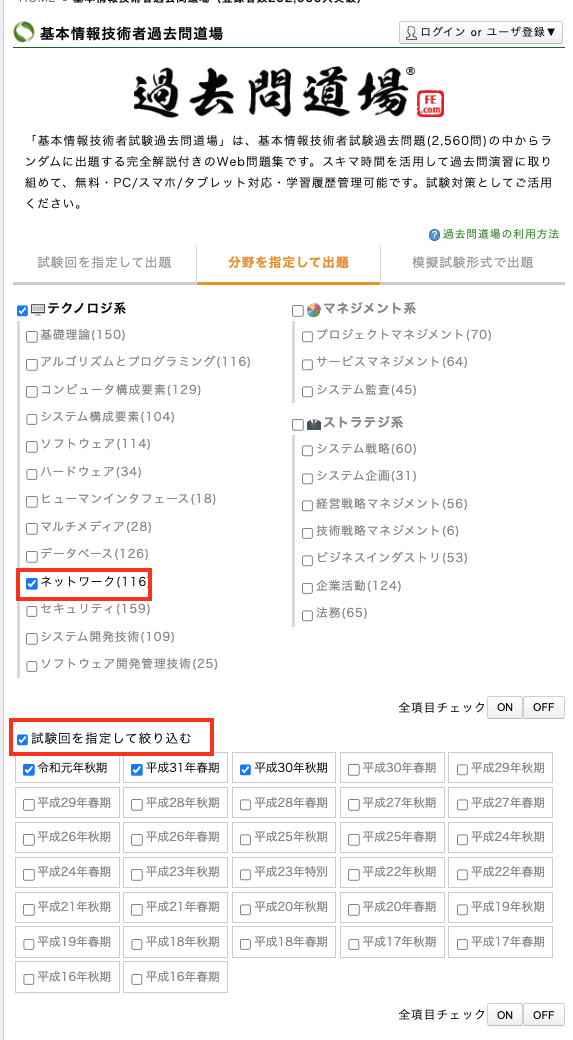 基本情報技術者過去問道場
ログイン or ユーザ登録▼
過去問道場®
FE
.com
「基本情報技術者試験過去問道場」は、基本情報技術者試験過去問題(2,560問)の中からラ
ンダムに出題する完全解説付きのWeb問題集です。スキマ時間を活用して過去問演習に取り
組めて、無料・PC/スマホ/タブレット対応・学習履歴管理可能です。試験対策としてご活用
ください。
?過去問道場の利用方法
試験回を指定して出題 分野を指定して出題 模擬試験形式で出題
テクノロジ系
基礎理論(150)
アルゴリズムとプログラミング(116)
コンピュータ構成要素(129)
システム構成要素(104)
ソフトウェア(114)
ハードウェア(34)
ヒューマンインタフェース(18)
マルチメディア(28)
データベース(126)
ネットワーク(116)
セキュリティ(159)
システム開発技術(109)
ソフトウェア開発管理技術(25)
マネジメント系
プロジェクトマネジメント(70)
サービスマネジメント(64)
システム監査(45)
ストラテジ系
システム戦略(60)
システム企画(31)
経営戦略マネジメント(56)
技術戦略マネジメント(6)
ビジネスインダストリ(53)
企業活動(124)
法務(65)
全項目チェック ON OFF
試験回を指定して絞り込む
令和元年秋期 平成31年春期 平成30年秋期 平成30年春期 平成29年秋期
平成29年春期 平成28年秋期 平成28年春期 平成27年秋期 平成27年春期
平成26年秋期 平成26年春期 平成25年秋期 平成25年春期 平成24年秋期
平成24年春期 平成23年秋期 平成23年特別 平成22年秋期 平成22年春期
平成21年秋期 平成21年春期 平成20年秋期 平成20年春期 平成19年秋期
平成19年春期 平成18年秋期 平成18年春期 平成17年秋期 平成17年春期
平成16年秋期 平成16年春期
全項目チェック ON OFF